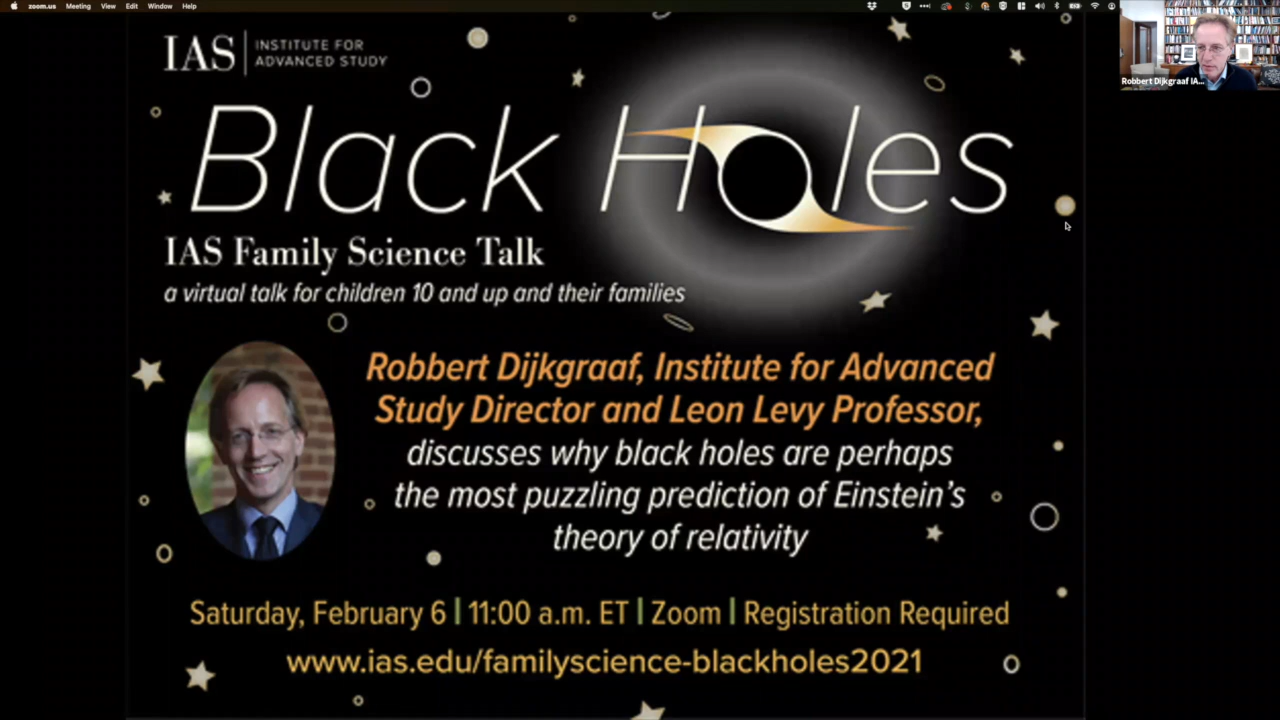 zoom.us Meeting View Edit Window Help
IAS INSTITUTE FOR
ADVANCED STUDY
Black Holes
IAS Family Science Talk
a virtual talk for children 10 and up and their families
Robbert Dijkgraaf, Institute for Advanced
Study Director and Leon Levy Professor,
discusses why black holes are perhaps
the most puzzling prediction of Einstein's
theory of relativity
Saturday, February 6 | 11:00 a.m. ET | Zoom | Registration Required
www.ias.edu/familyscience-blackholes2021
Robbert Dijkgraaf IA...